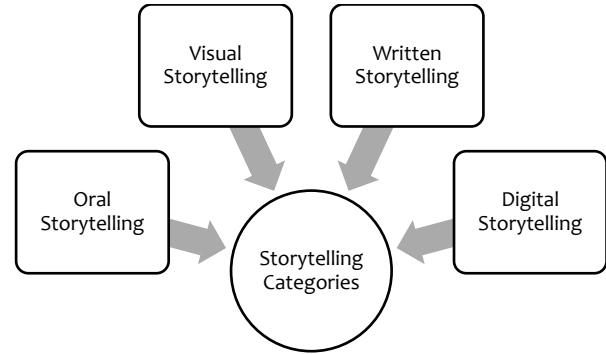 Visual
Storytelling
Written
Storytelling
Oral
Storytelling
Digital
Storytelling
Storytelling
Categories